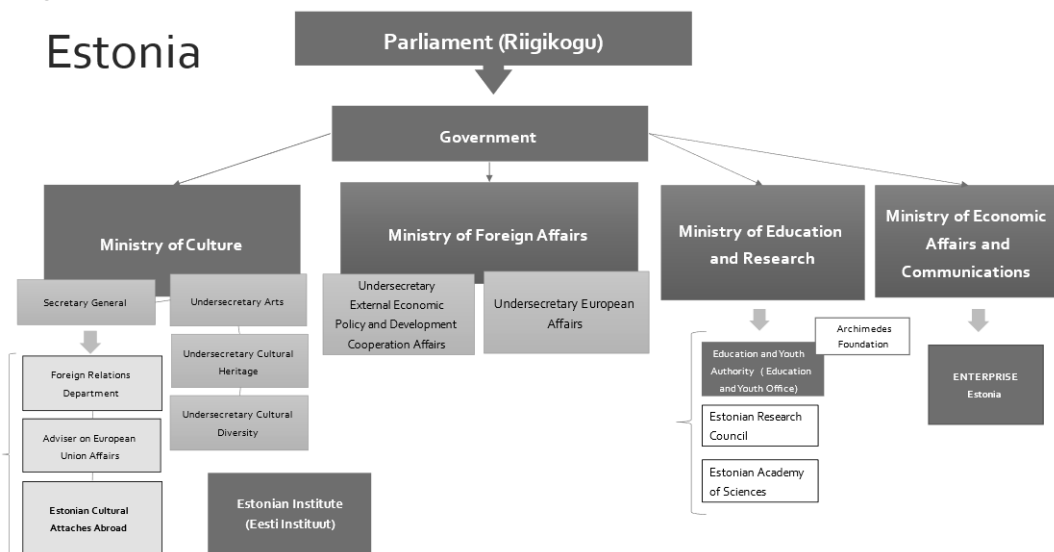 Estonia
Parliament (Riigikogu)
Government
Ministry of Culture
Ministry of Foreign Affairs
Ministry of Education
and Research
Ministry of Economic
Affairs and
Communications
Secretary General
Undersecretary Arts
Undersecretary
External Economic
Policy and Development
Cooperation Affairs
Undersecretary European
Affairs
Archimedes
Foundation
Foreign Relations
Department
Undersecretary Cultural
Heritage
Education and Youth
Authority ( Education
and Youth Office)
ENTERPRISE
Estonia
Adviser on European
Union Affairs
Undersecretary Cultural
Diversity
Estonian Research
Council
Estonian Academy
of Sciences
Estonian Cultural
Attaches Abroad
Estonian Institute
(Eesti Instituut)